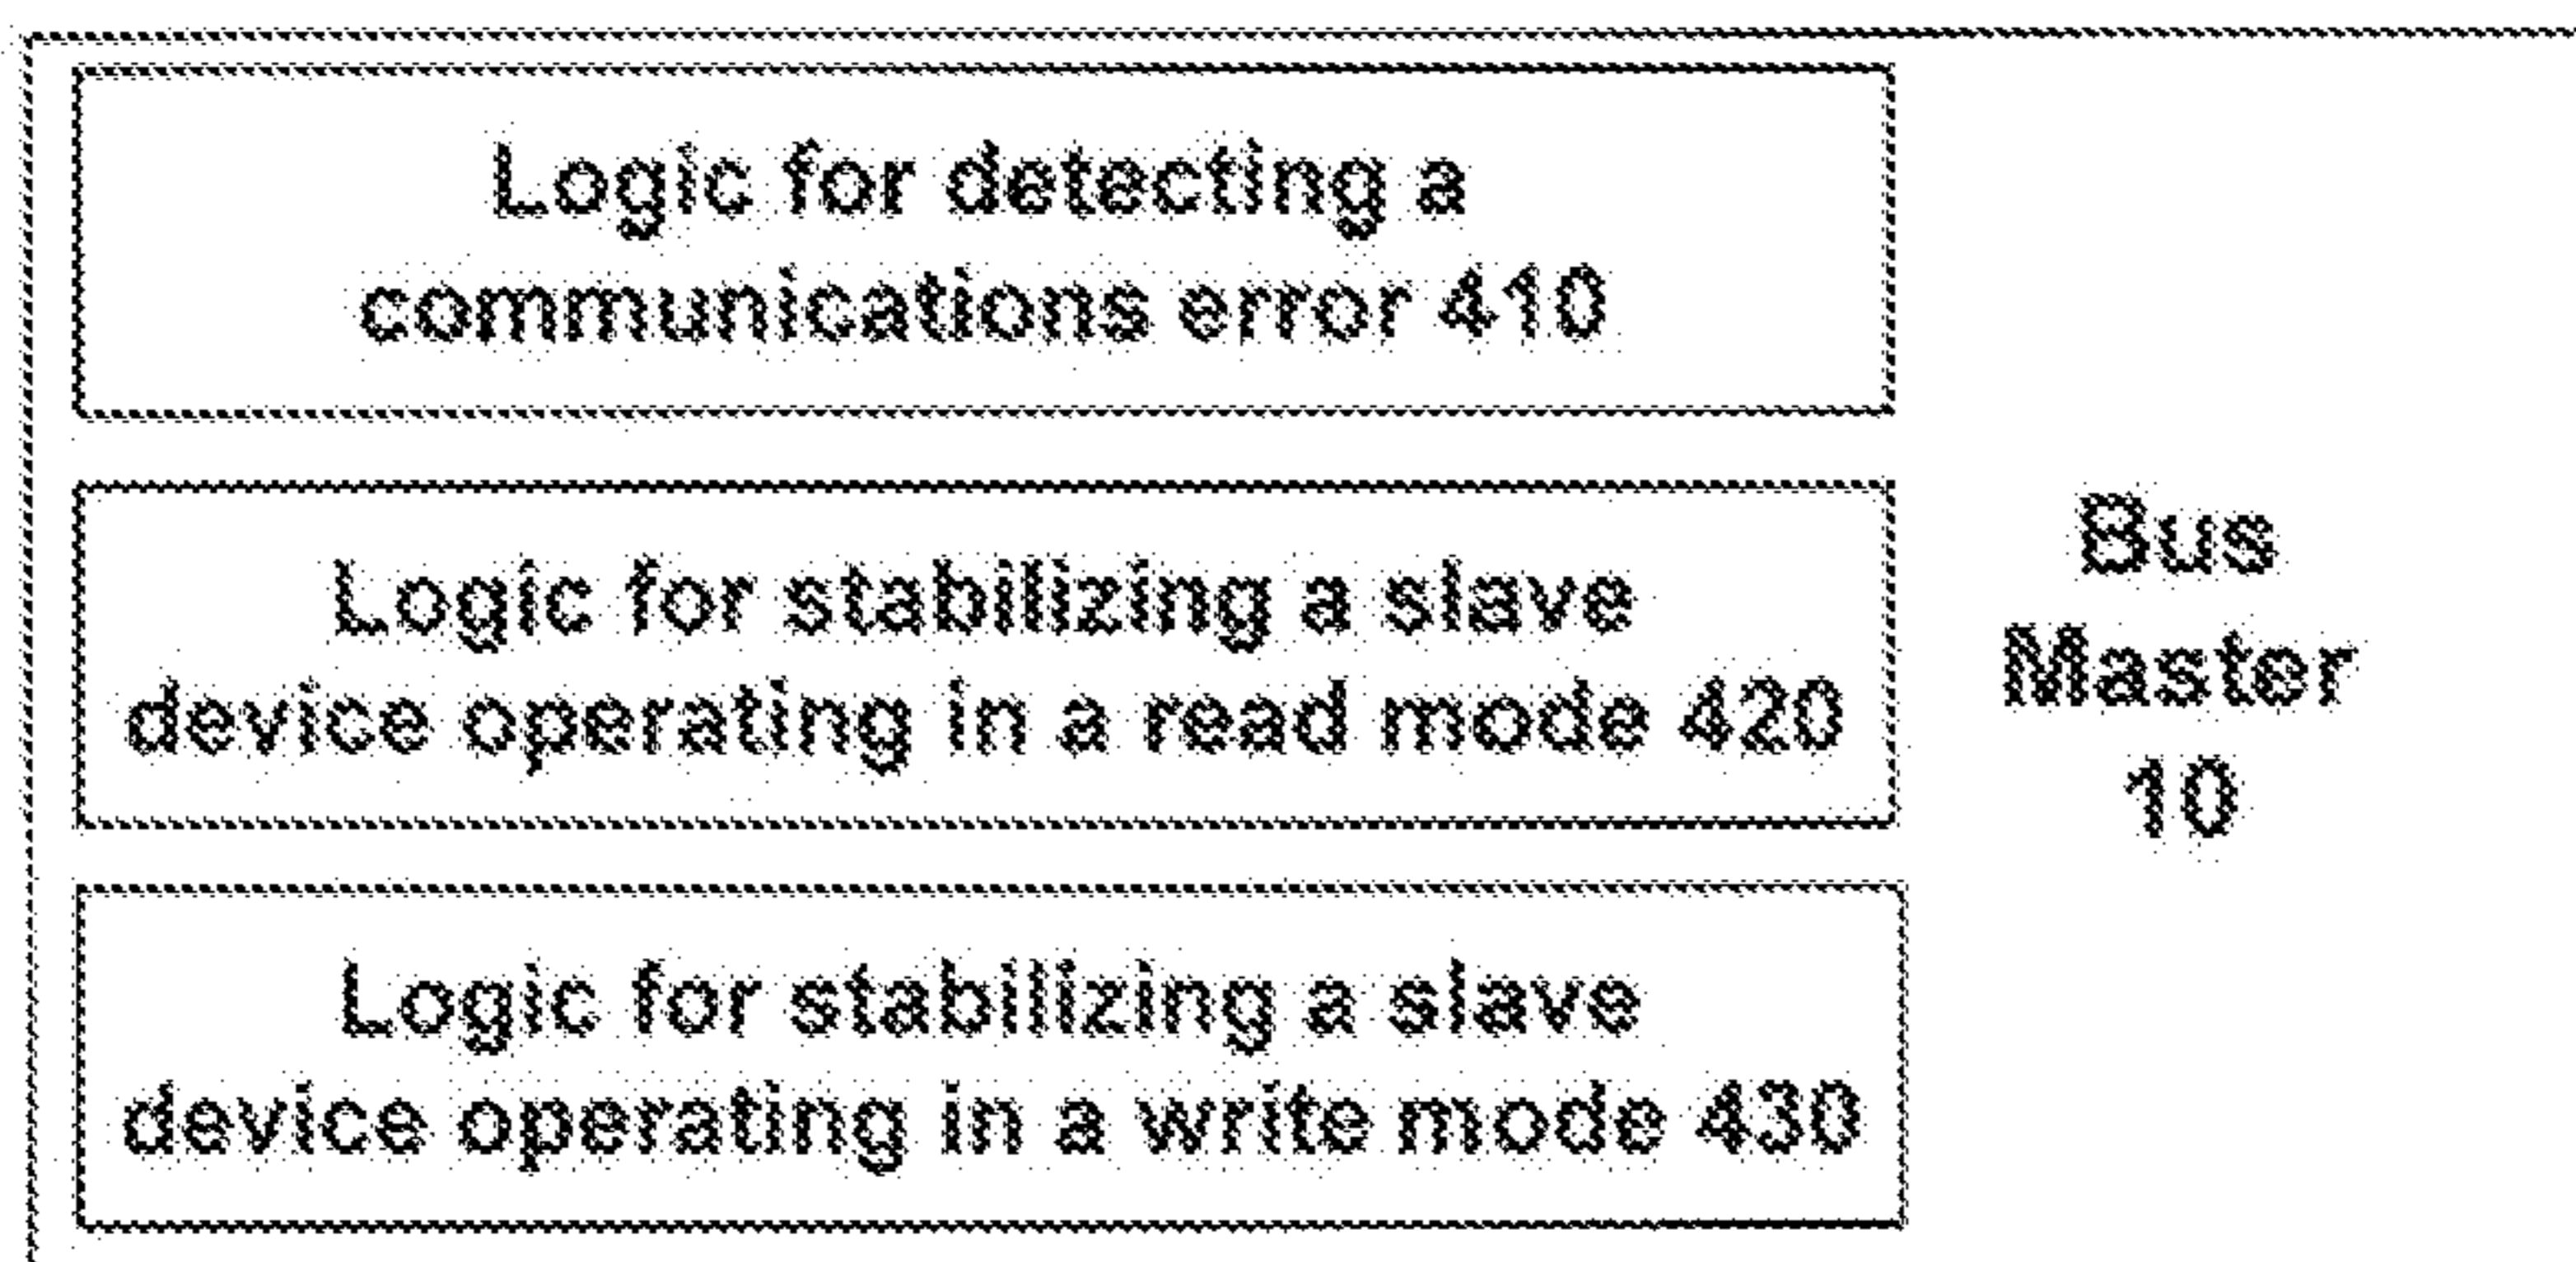 Logic for detecting a
communications error 410
Logic for stabilizing a slave
device operating in a read mode 420
Logic for stabilizing a slave
device operating in a write mode 430
Bus
Master
10